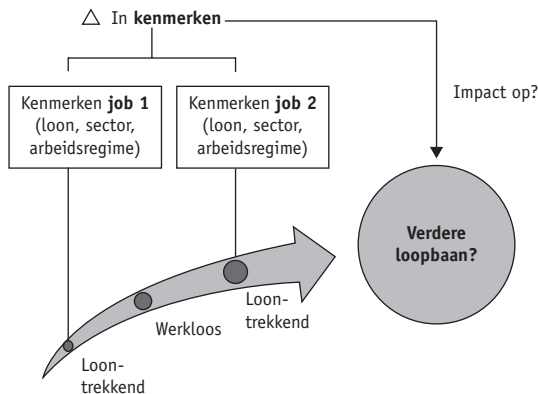 △ In kenmerken
Kenmerken job 1
(loon, sector,
arbeidsregime)
Kenmerken job 2
(loon, sector,
arbeidsregime)
Impact op?
Verdere
loopbaan?
Loon-
trekkend
Werkloos
Loon-
trekkend